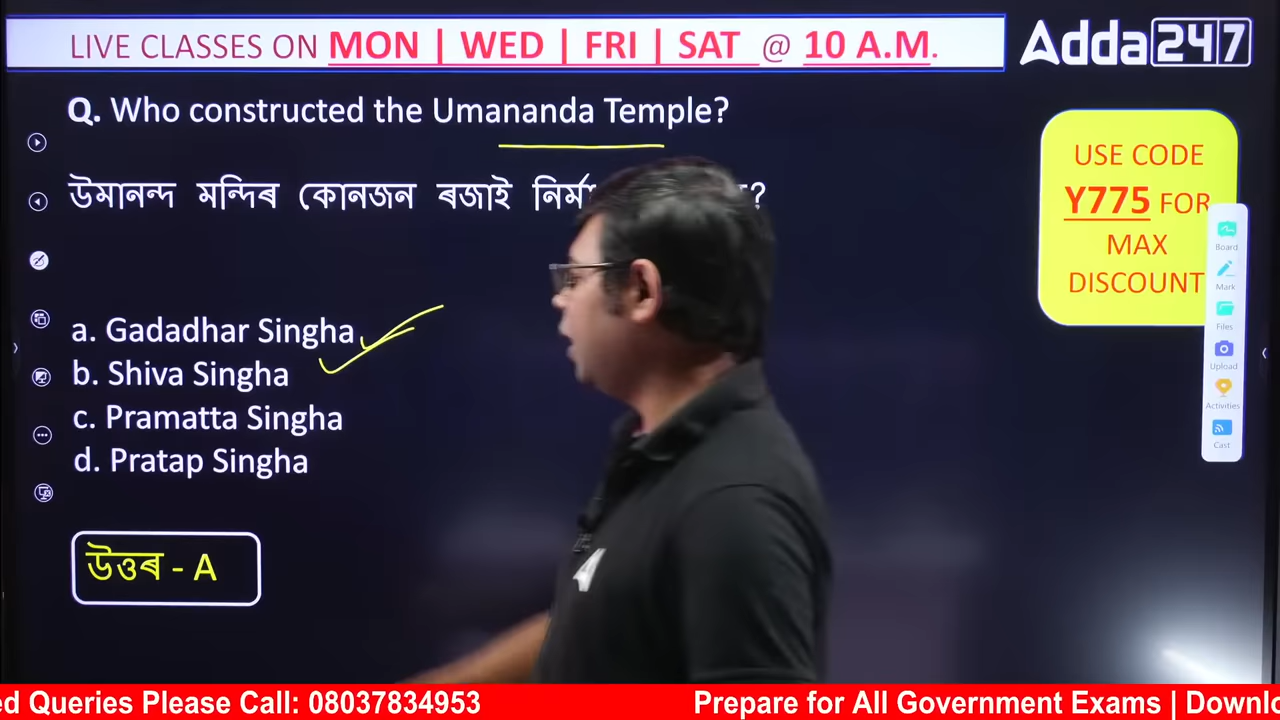 LIVE CLASSES ON MON | WED | FRI | SAT @ 10 A.M.
Adda247
Q. Who constructed the Umananda Temple?
উমানন্দ মন্দিৰ কোনজন ৰজাই
a. Gadadhar Singha
b. Shiva Singha
c. Pramatta Singha
d. Pratap Singha
উত্তৰ - A
USE CODE
Y775 FOR
MAX
DISCOUNT
Board
Mark
Files
Upload
Activities
Cast
ed Queries Please Call: 08037834953
Prepare for All Government Exams | Downlo